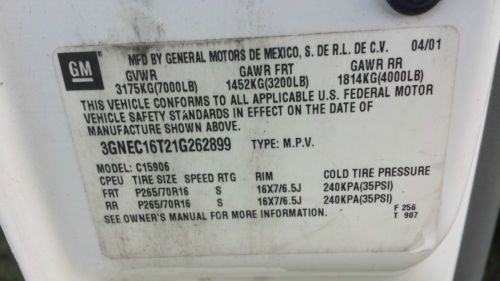 GM
MFD BY GENERAL MOTORS DE MEXICO, S. DE R.L. DE C.V. 04/01
GVWR GAWR FRT GAWR RR
3175KG(7000LB) 1452KG(3200LB) 1814KG(4000LB)
THIS VEHICLE CONFORMS TO ALL APPLICABLE U.S. FEDERAL MOTOR
VEHICLE SAFETY STANDARDS IN EFFECT ON THE DATE OF
MANUFACTURE SHOWN ABOVE.
3GNEC16T21G262899 TYPE: M.P.V.
MODEL: C15906
CPEU TIRE SIZE SPEED RTG RIM COLD TIRE PRESSURE
FRT P265/70R16 S 16X7/6.5J 240KPA(35PSI)
RR P265/70R16 S 16X7/6.5J 240KPA(35PSI)
SEE OWNER'S MANUAL FOR MORE INFORMATION. F 256
T 907